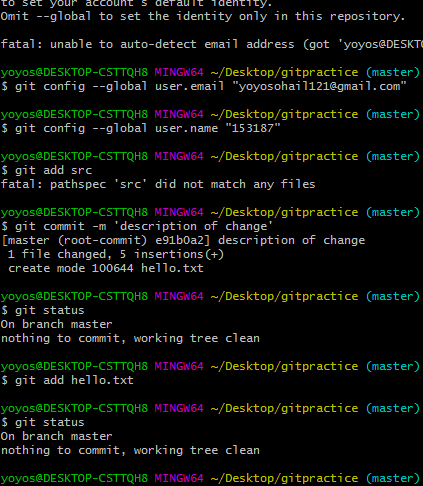 to set your account's default identity.
Omit --global to set the identity only in this repository.
fatal: unable to auto-detect email address (got 'yoyos@DESKTO
yoyos@DESKTOP-CSTTQH8 MINGW64 ~/Desktop/gitpractice (master)
$ git config --global user.email "yoyosohail121@gmail.com"
yoyos@DESKTOP-CSTTQH8 MINGW64 ~/Desktop/gitpractice (master)
$ git config --global user.name "153187"
yoyos@DESKTOP-CSTTQH8 MINGW64 ~/Desktop/gitpractice (master)
$ git add src
fatal: pathspec 'src' did not match any files
yoyos@DESKTOP-CSTTQH8 MINGW64 ~/Desktop/gitpractice (master)
$ git commit -m 'description of change'
[master (root-commit) e91b0a2] description of change
1 file changed, 5 insertions(+)
create mode 100644 hello.txt
yoyos@DESKTOP-CSTTQH8 MINGW64 ~/Desktop/gitpractice (master)
$ git status
On branch master
nothing to commit, working tree clean
yoyos@DESKTOP-CSTTQH8 MINGW64 ~/Desktop/gitpractice (master)
$ git add hello.txt
yoyos@DESKTOP-CSTTQH8 MINGW64 ~/Desktop/gitpractice (master)
$ git status
On branch master
nothing to commit, working tree clean
yoyos@DESKTOP-CSTTQH8 MINGW64 ~/Desktop/gitpractice (master)